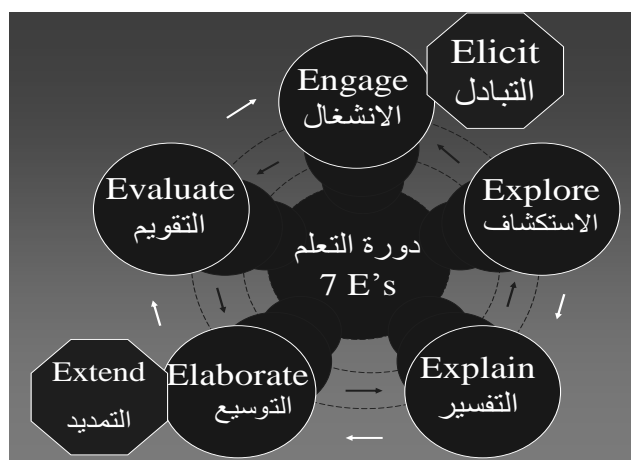 Elicit
التبادل
Engage
الانشغال
Evaluate
التقويم
Explore
الاستكشاف
دورة التعلم
7 E’s
Extend
التمديد
Elaborate
التوسيع
Explain
التفسير